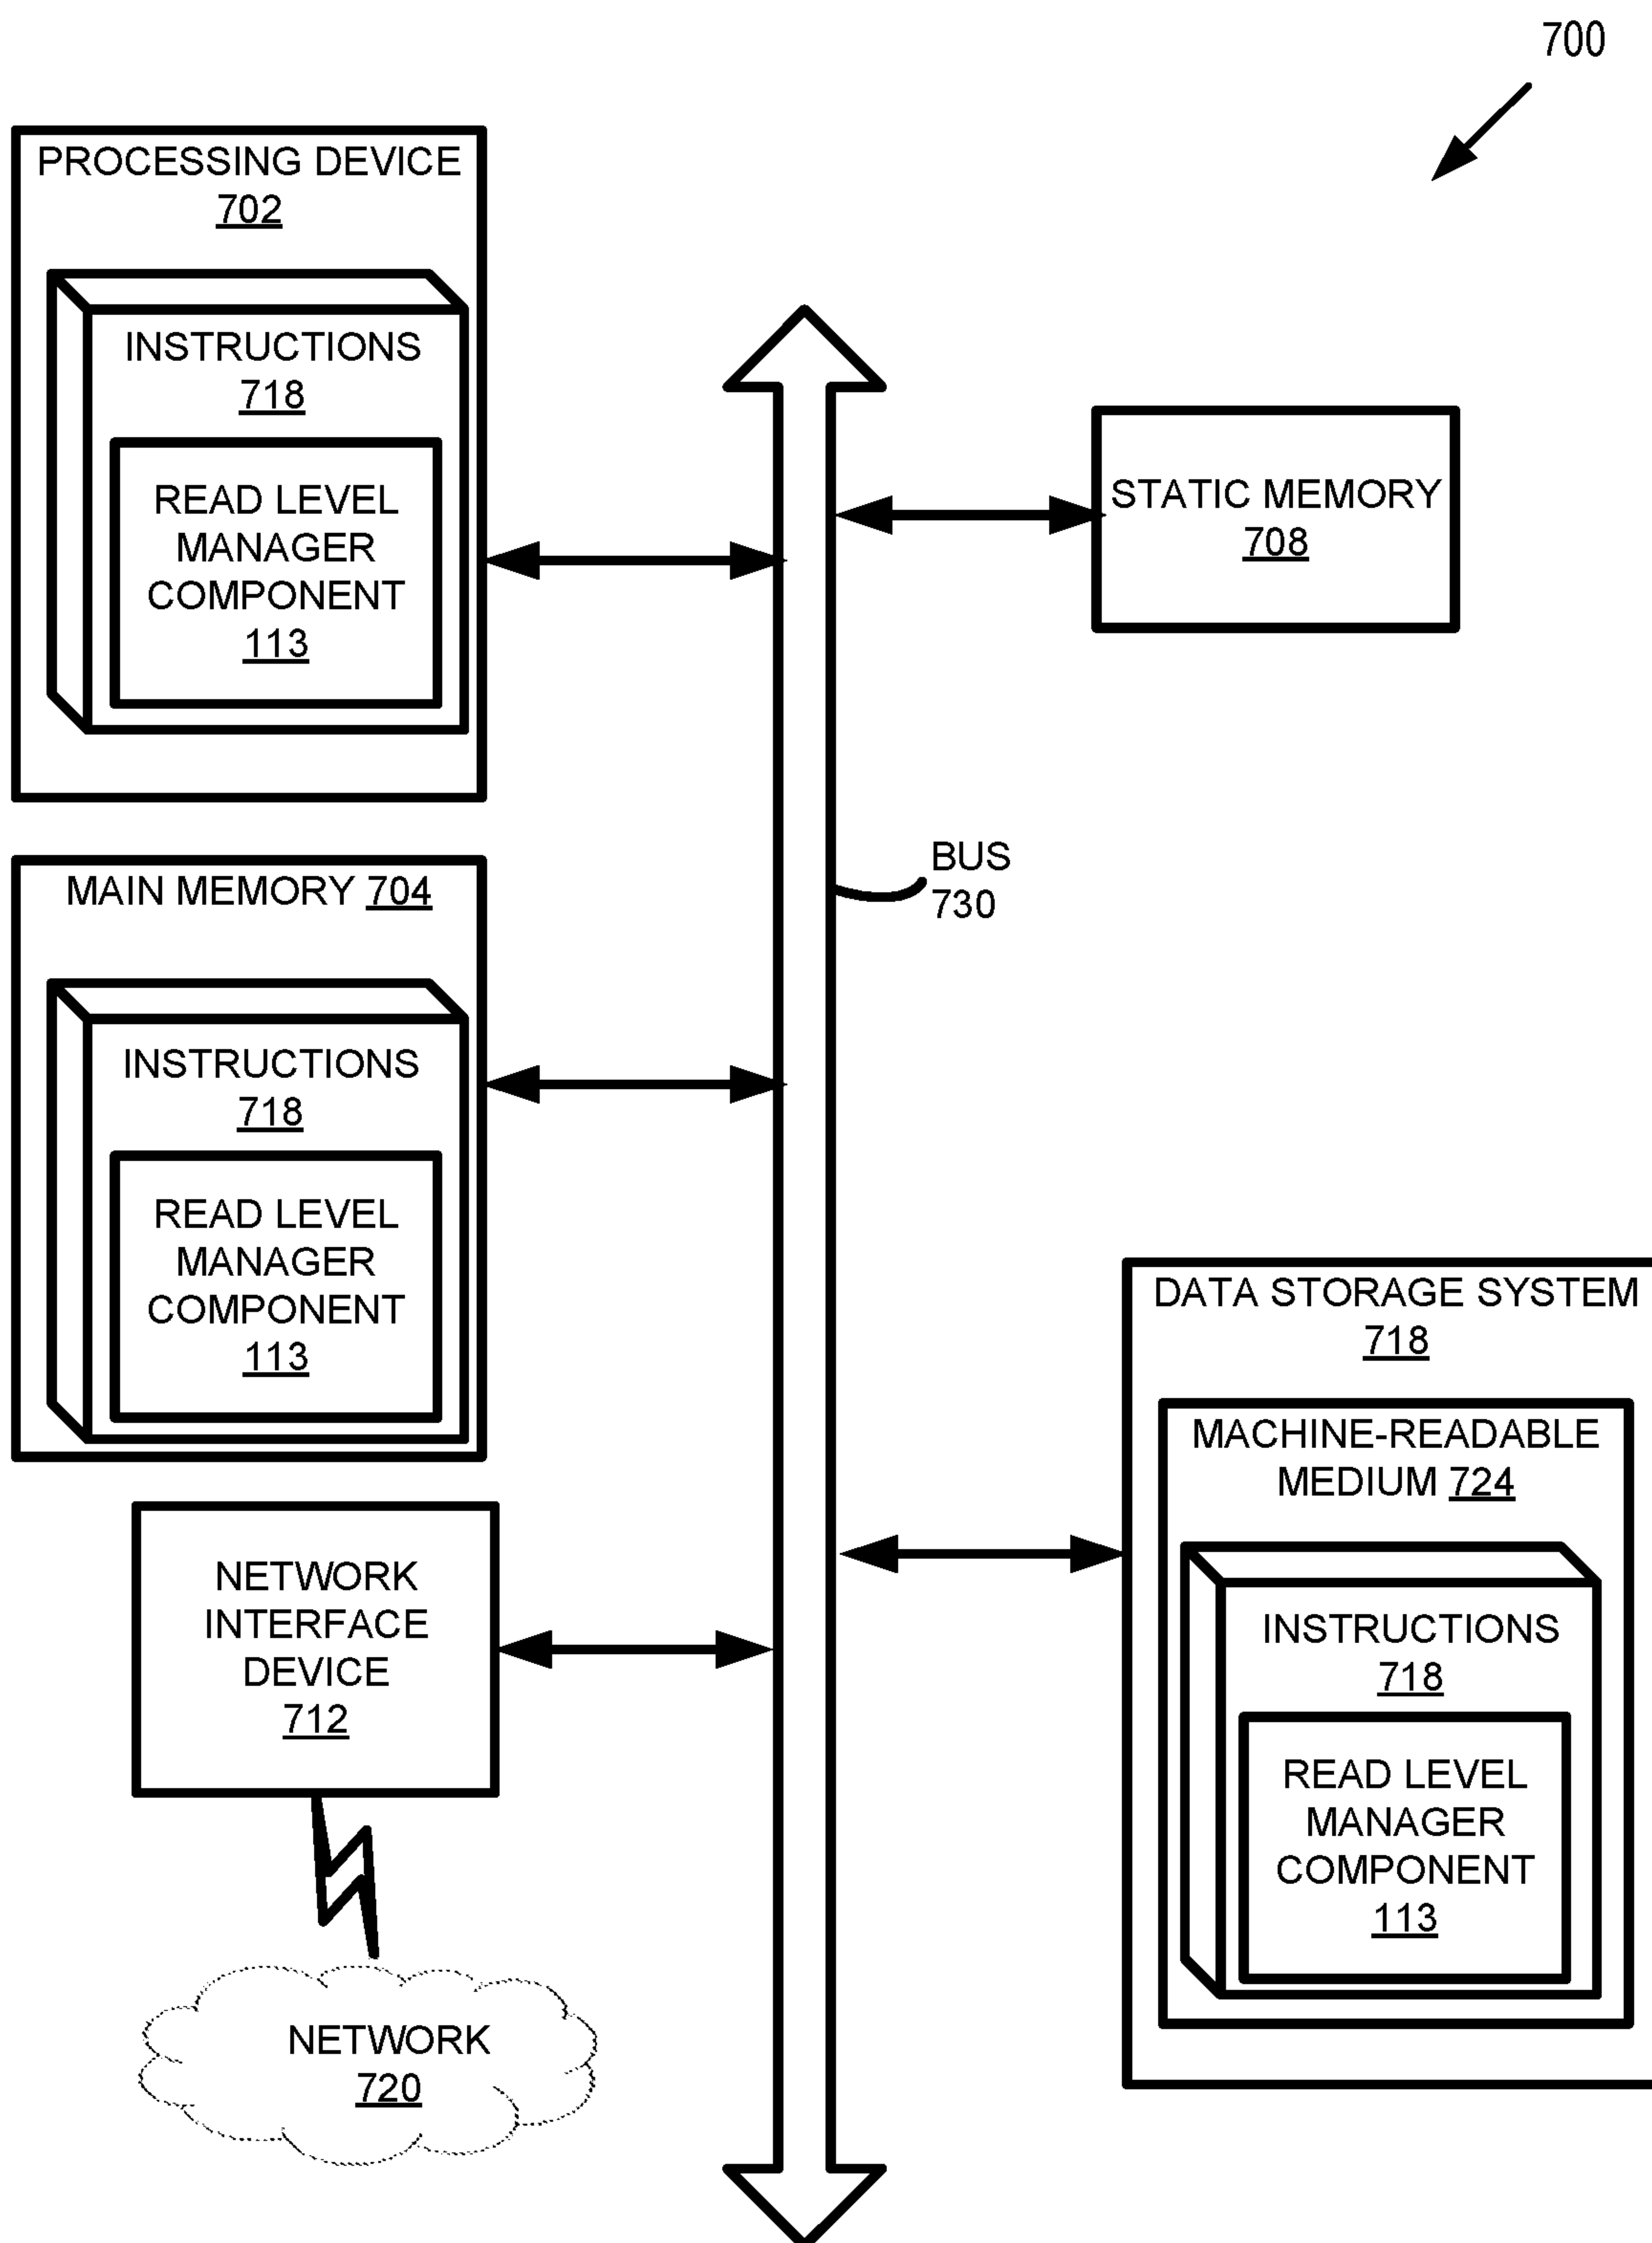 700
PROCESSING DEVICE
702
INSTRUCTIONS
718
READ LEVEL
MANAGER
COMPONENT
113
STATIC MEMORY
708
BUS
730
MAIN MEMORY 704
INSTRUCTIONS
718
READ LEVEL
MANAGER
COMPONENT
113
DATA STORAGE SYSTEM
718
MACHINE-READABLE
MEDIUM 724
INSTRUCTIONS
718
READ LEVEL
MANAGER
COMPONENT
113
NETWORK
INTERFACE
DEVICE
712
NETWORK
720